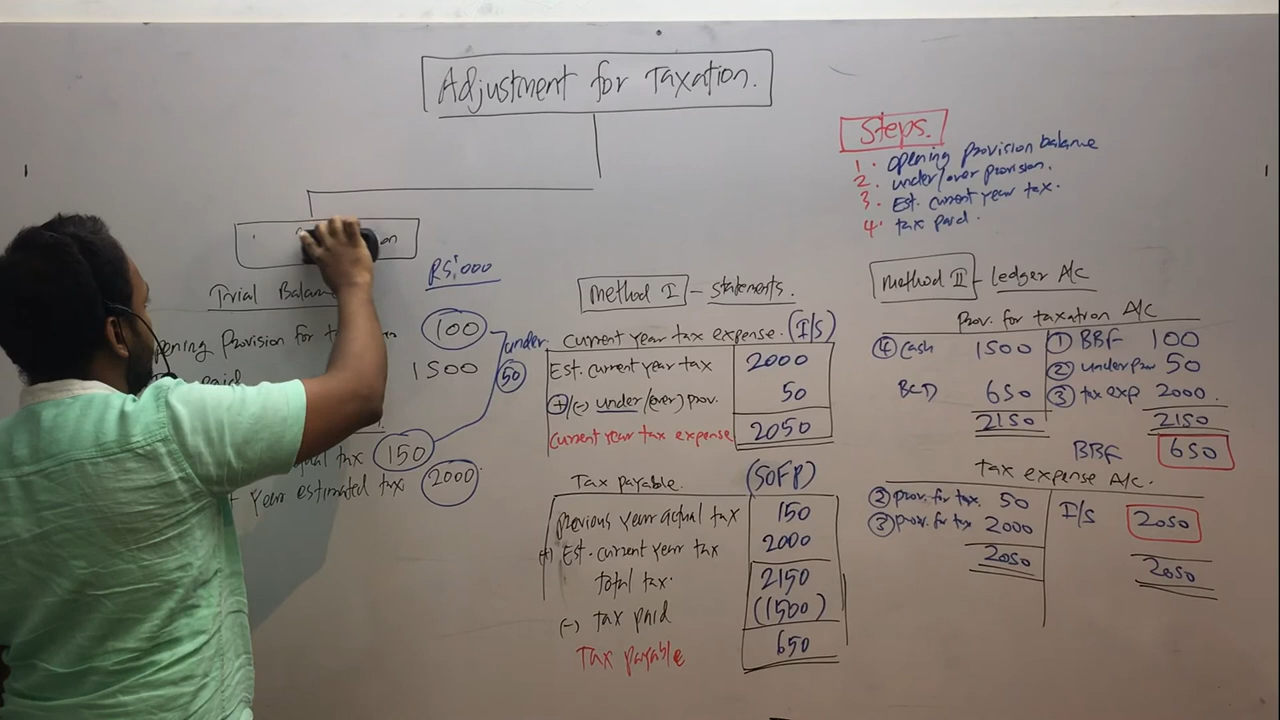 Adjustment for Taxation.
Steps.
1. opening provision balance
2. under/over provision.
3. Est. current year tax.
4. tax paid.
on
Trial Balan
Rs.'000
pening Provision for t
100
under
50
paid
1500
tual tax 150
Year estimated tax 2000
Method I - statements.
current year tax expense. (I/S)
Est. current year tax 2000
+/(-) under/(over) prov. 50
current year tax expense 2050
Tax payable. (SOFP)
previous year actual tax 150
(+) Est. current year tax 2000
total tax. 2150
(-) tax paid (1500)
Tax payable 650
Method II - ledger A/c
Prov. for taxation A/c
4 Cash 1500 1 BBF 100
2 under prov 50
BCD 650 3 tax exp 2000
2150 2150
BBF 650
tax expense A/c.
2 prov. for tax. 50 I/S 2050
3 prov. for tax 2000
2050 2050